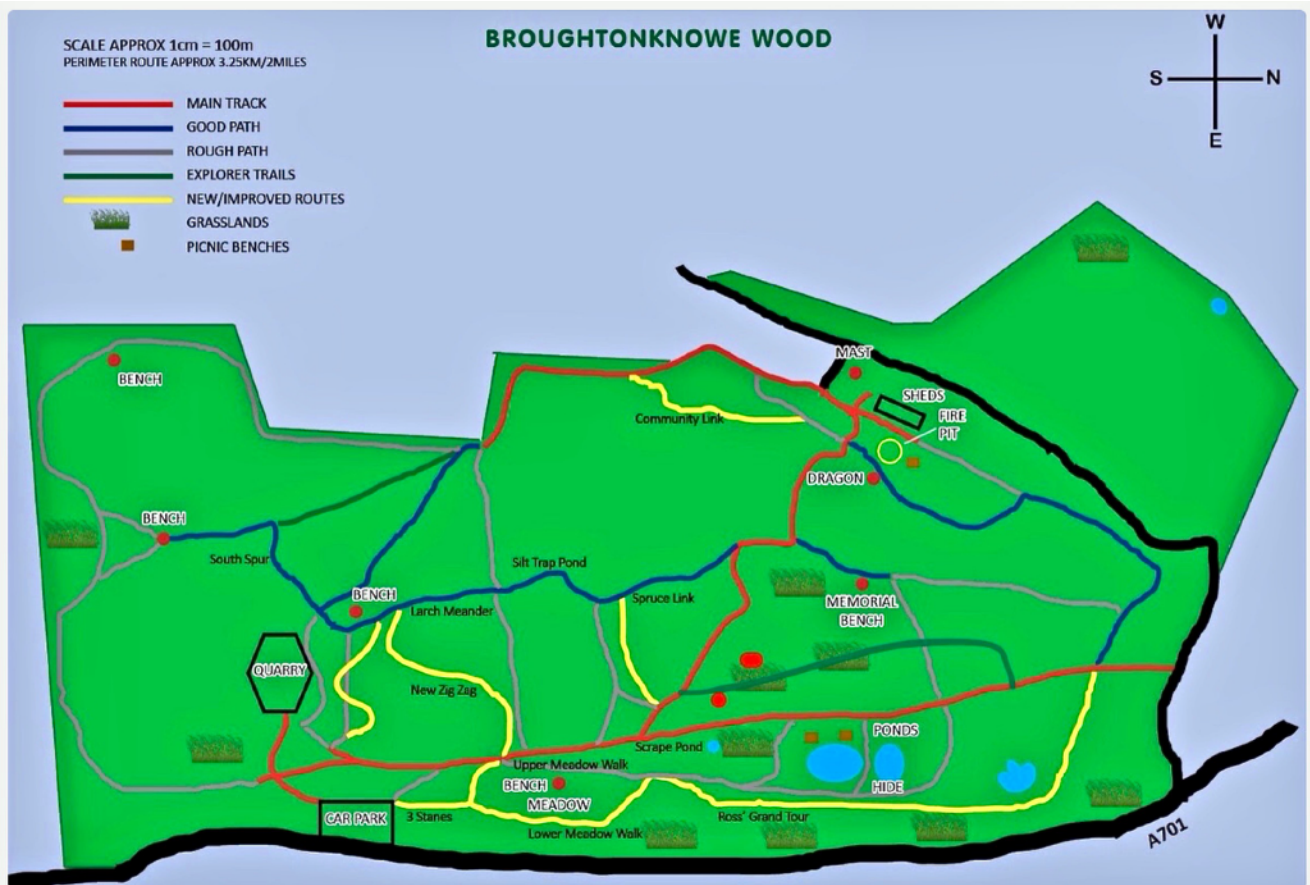 BROUGHTONKNOWE WOOD
SCALE APPROX 1cm = 100m
PERIMETER ROUTE APPROX 3.25KM/2MILES
MAIN TRACK
GOOD PATH
ROUGH PATH
EXPLORER TRAILS
NEW/IMPROVED ROUTES
GRASSLANDS
PICNIC BENCHES
W
S
N
E
MAST
BENCH
SHEDS
FIRE
PIT
Community Link
DRAGON
BENCH
South Spur
Silt Trap Pond
BENCH
Larch Meander
Spruce Link
MEMORIAL
BENCH
QUARRY
New Zig Zag
PONDS
Scrape Pond
Upper Meadow Walk
BENCH
HIDE
MEADOW
CAR PARK
3 Stanes
Ross' Grand Tour
Lower Meadow Walk
A701